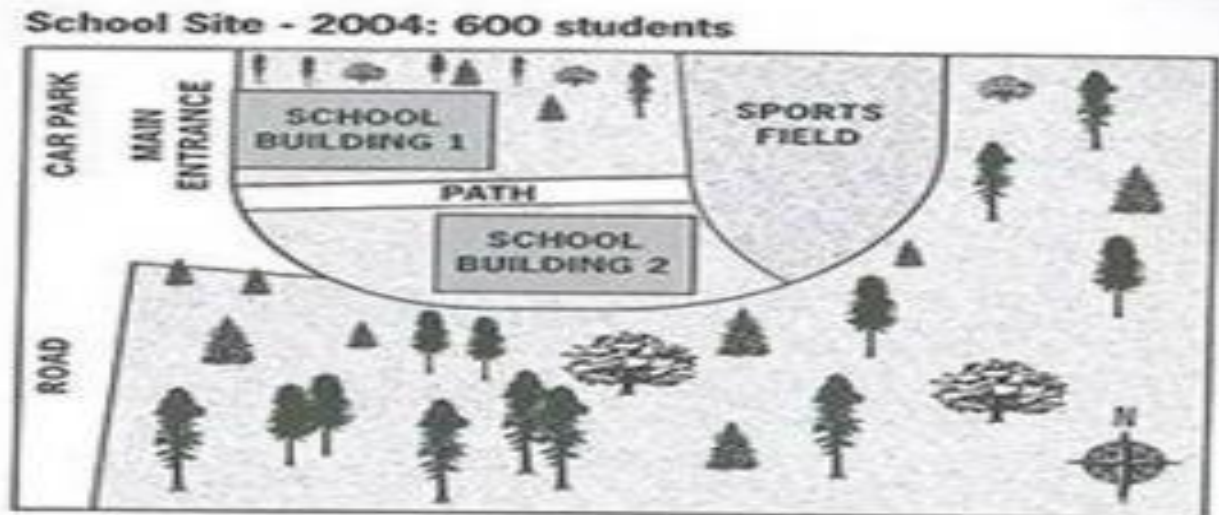 School Site - 2004: 600 students
CAR PARK
MAIN
ENTRANCE
SCHOOL
BUILDING 1
SPORTS
FIELD
PATH
SCHOOL
BUILDING 2
ROAD
N